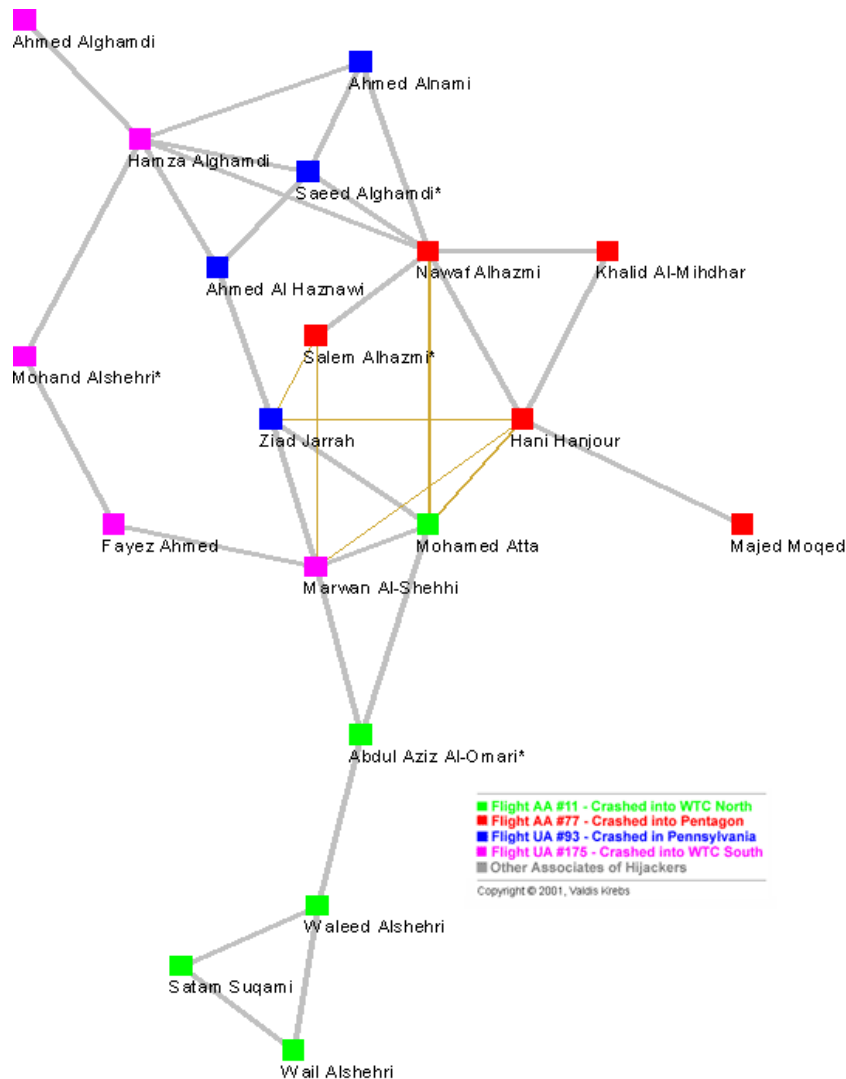 Ahmed Alghamdi
Ahmed Alnami
Hamza Alghamdi
Saeed Alghamdi*
Nawaf Alhazmi
Khalid Al-Mihdhar
Ahmed Al Haznawi
Salem Alhazmi*
Mohand Alshehri*
Ziad Jarrah
Hani Hanjour
Fayez Ahmed
Mohamed Atta
Majed Moqed
Marwan Al-Shehhi
Abdul Aziz Al-Omari*
Flight AA #11 - Crashed into WTC North
Flight AA #77 - Crashed into Pentagon
Flight UA #93 - Crashed in Pennsylvania
Flight UA #175 - Crashed into WTC South
Other Associates of Hijackers
Copyright © 2001, Valdis Krebs
Waleed Alshehri
Satam Suqami
Wail Alshehri